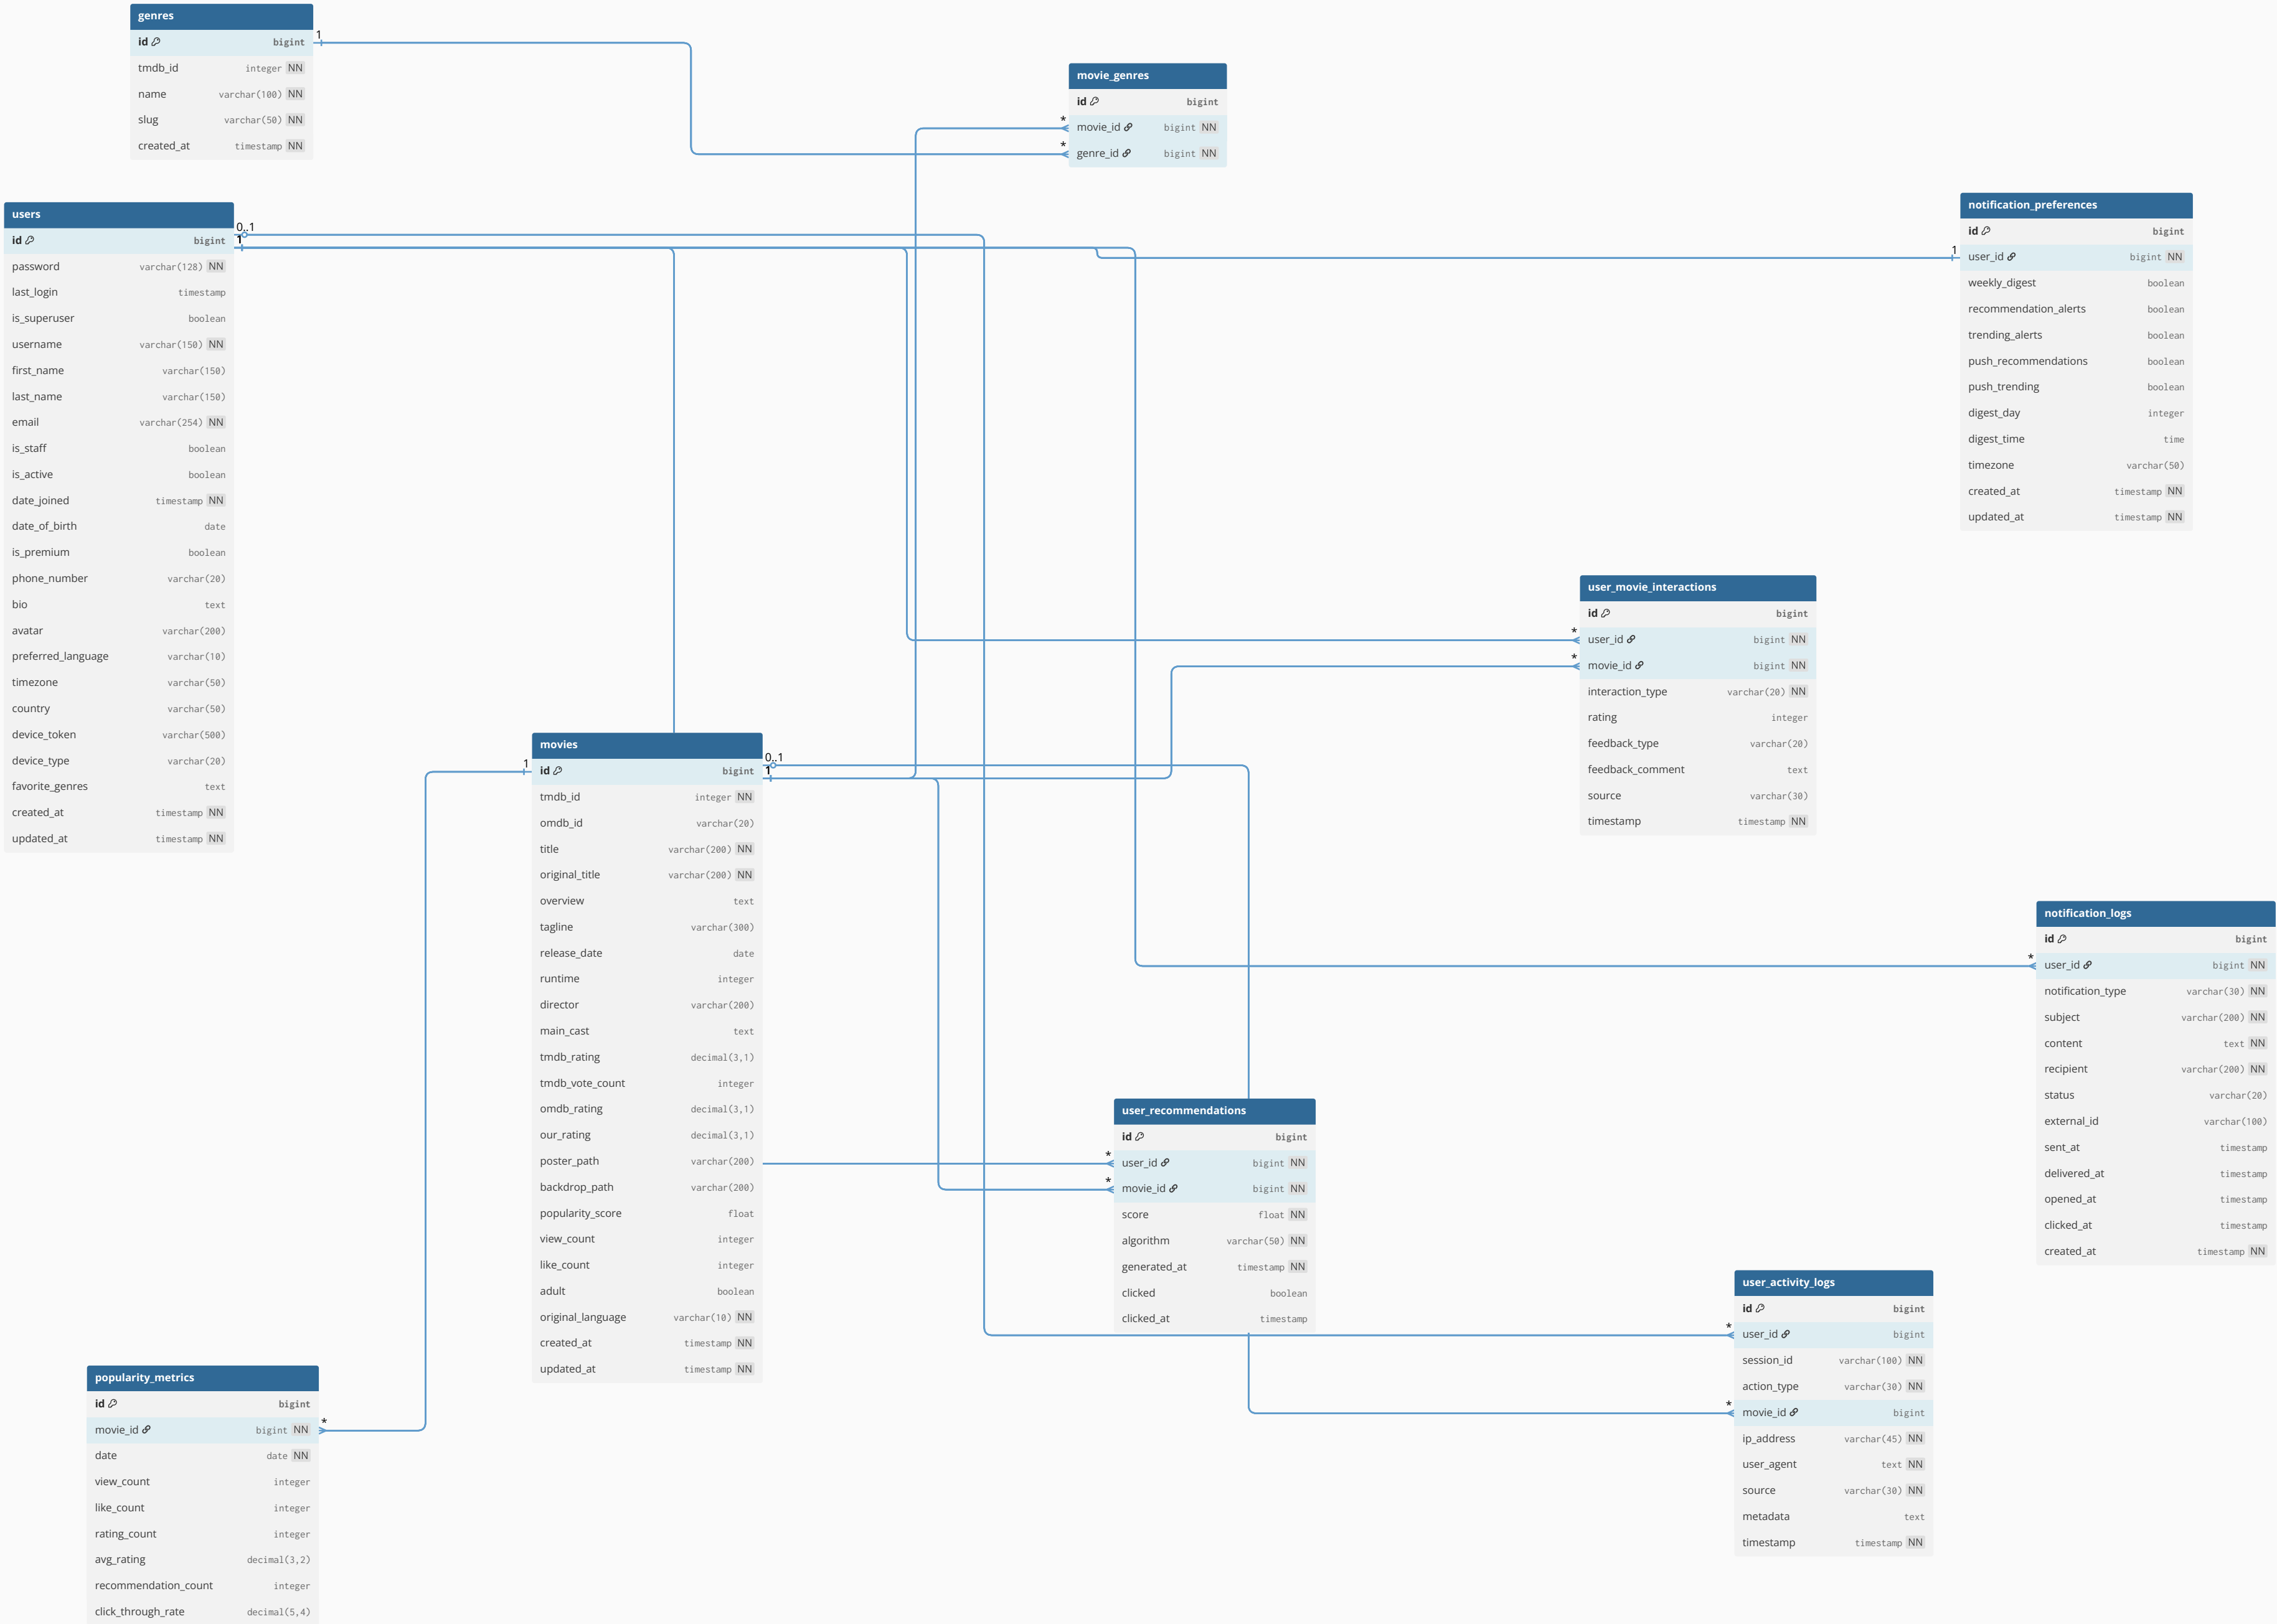 genres
id bigint
tmdb_id integer NN
name varchar(100) NN
slug varchar(50) NN
created_at timestamp NN
1
movie_genres
id bigint
* movie_id bigint NN
* genre_id bigint NN
users
id bigint
password varchar(128) NN
last_login timestamp
is_superuser boolean
username varchar(150) NN
first_name varchar(150)
last_name varchar(150)
email varchar(254) NN
is_staff boolean
is_active boolean
date_joined timestamp NN
date_of_birth date
is_premium boolean
phone_number varchar(20)
bio text
avatar varchar(200)
preferred_language varchar(10)
timezone varchar(50)
country varchar(50)
device_token varchar(500)
device_type varchar(20)
favorite_genres text
created_at timestamp NN
updated_at timestamp NN
0..1
1
notification_preferences
id bigint
1 user_id bigint NN
weekly_digest boolean
recommendation_alerts boolean
trending_alerts boolean
push_recommendations boolean
push_trending boolean
digest_day integer
digest_time time
timezone varchar(50)
created_at timestamp NN
updated_at timestamp NN
user_movie_interactions
id bigint
* user_id bigint NN
* movie_id bigint NN
interaction_type varchar(20) NN
rating integer
feedback_type varchar(20)
feedback_comment text
source varchar(30)
timestamp timestamp NN
movies
1 id bigint
0..1
1
tmdb_id integer NN
omdb_id varchar(20)
title varchar(200) NN
original_title varchar(200) NN
overview text
tagline varchar(300)
release_date date
runtime integer
director varchar(200)
main_cast text
tmdb_rating decimal(3,1)
tmdb_vote_count integer
omdb_rating decimal(3,1)
our_rating decimal(3,1)
poster_path varchar(200)
backdrop_path varchar(200)
popularity_score float
view_count integer
like_count integer
adult boolean
original_language varchar(10) NN
created_at timestamp NN
updated_at timestamp NN
notification_logs
id bigint
* user_id bigint NN
notification_type varchar(30) NN
subject varchar(200) NN
content text NN
recipient varchar(200) NN
status varchar(20)
external_id varchar(100)
sent_at timestamp
delivered_at timestamp
opened_at timestamp
clicked_at timestamp
created_at timestamp NN
user_recommendations
id bigint
* user_id bigint NN
* movie_id bigint NN
score float NN
algorithm varchar(50) NN
generated_at timestamp NN
clicked boolean
clicked_at timestamp
user_activity_logs
id bigint
* user_id bigint
session_id varchar(100) NN
action_type varchar(30) NN
* movie_id bigint
ip_address varchar(45) NN
user_agent text NN
source varchar(30) NN
metadata text
timestamp timestamp NN
popularity_metrics
id bigint
movie_id bigint NN *
date date NN
view_count integer
like_count integer
rating_count integer
avg_rating decimal(3,2)
recommendation_count integer
click_through_rate decimal(5,4)